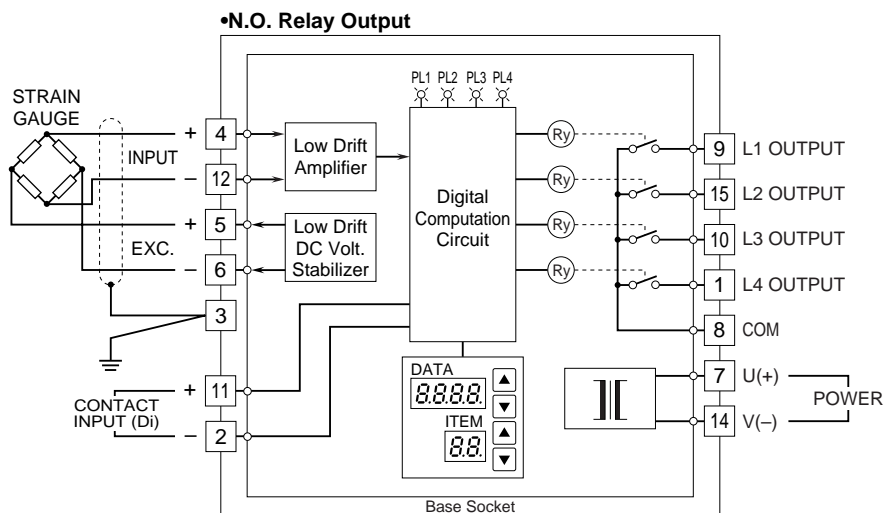 •N.O. Relay Output
PL1 PL2 PL3 PL4
STRAIN
GAUGE
+ 4
INPUT
− 12
+ 5
EXC.
− 6
3
Low Drift
Amplifier
Low Drift
DC Volt.
Stabilizer
Digital
Computation
Circuit
Ry
Ry
Ry
Ry
9 L1 OUTPUT
15 L2 OUTPUT
10 L3 OUTPUT
1 L4 OUTPUT
8 COM
7 U(+)
POWER
14 V(–)
+ 11
CONTACT
INPUT (Di)
− 2
DATA
8.8.8.8.
ITEM
8.8.
Base Socket